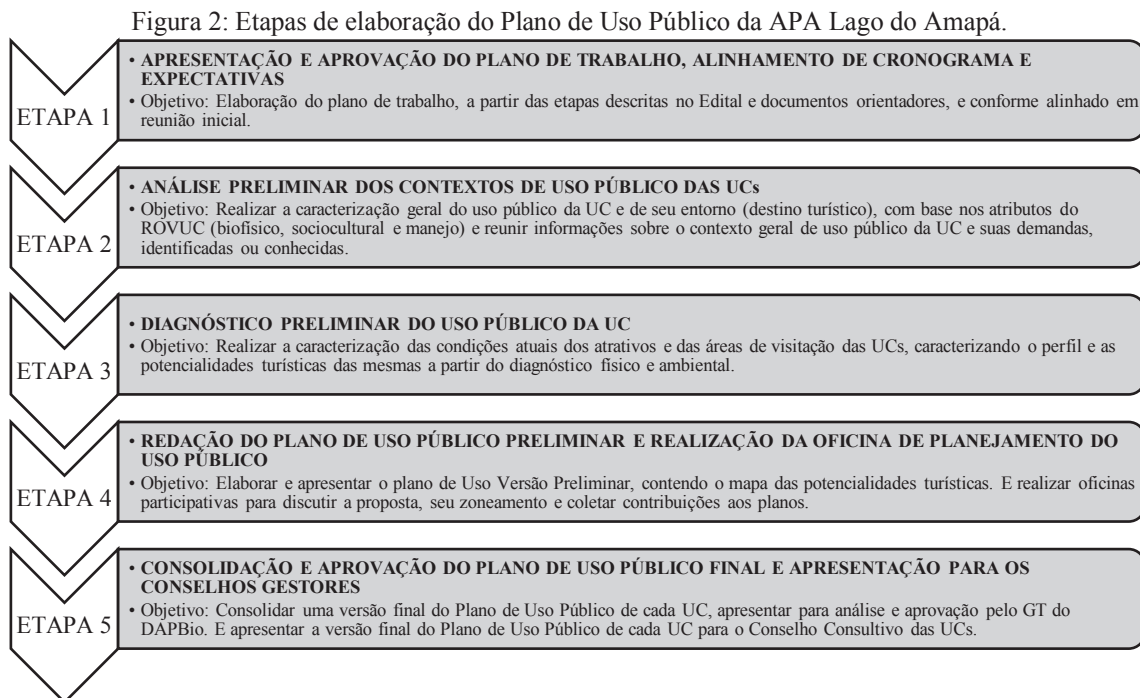 Figura 2: Etapas de elaboração do Plano de Uso Público da APA Lago do Amapá.
ETAPA 1
• APRESENTAÇÃO E APROVAÇÃO DO PLANO DE TRABALHO, ALINHAMENTO DE CRONOGRAMA E
EXPECTATIVAS
• Objetivo: Elaboração do plano de trabalho, a partir das etapas descritas no Edital e documentos orientadores, e conforme alinhado em
reunião inicial.
ETAPA 2
• ANÁLISE PRELIMINAR DOS CONTEXTOS DE USO PÚBLICO DAS UCs
• Objetivo: Realizar a caracterização geral do uso público da UC e de seu entorno (destino turístico), com base nos atributos do
ROVUC (biofísico, sociocultural e manejo) e reunir informações sobre o contexto geral de uso público da UC e suas demandas,
identificadas ou conhecidas.
ETAPA 3
• DIAGNÓSTICO PRELIMINAR DO USO PÚBLICO DA UC
• Objetivo: Realizar a caracterização das condições atuais dos atrativos e das áreas de visitação das UCs, caracterizando o perfil e as
potencialidades turísticas das mesmas a partir do diagnóstico físico e ambiental.
ETAPA 4
• REDAÇÃO DO PLANO DE USO PÚBLICO PRELIMINAR E REALIZAÇÃO DA OFICINA DE PLANEJAMENTO DO
USO PÚBLICO
• Objetivo: Elaborar e apresentar o plano de Uso Versão Preliminar, contendo o mapa das potencialidades turísticas. E realizar oficinas
participativas para discutir a proposta, seu zoneamento e coletar contribuições aos planos.
ETAPA 5
• CONSOLIDAÇÃO E APROVAÇÃO DO PLANO DE USO PÚBLICO FINAL E APRESENTAÇÃO PARA OS
CONSELHOS GESTORES
• Objetivo: Consolidar uma versão final do Plano de Uso Público de cada UC, apresentar para análise e aprovação pelo GT do
DAPBio. E apresentar a versão final do Plano de Uso Público de cada UC para o Conselho Consultivo das UCs.